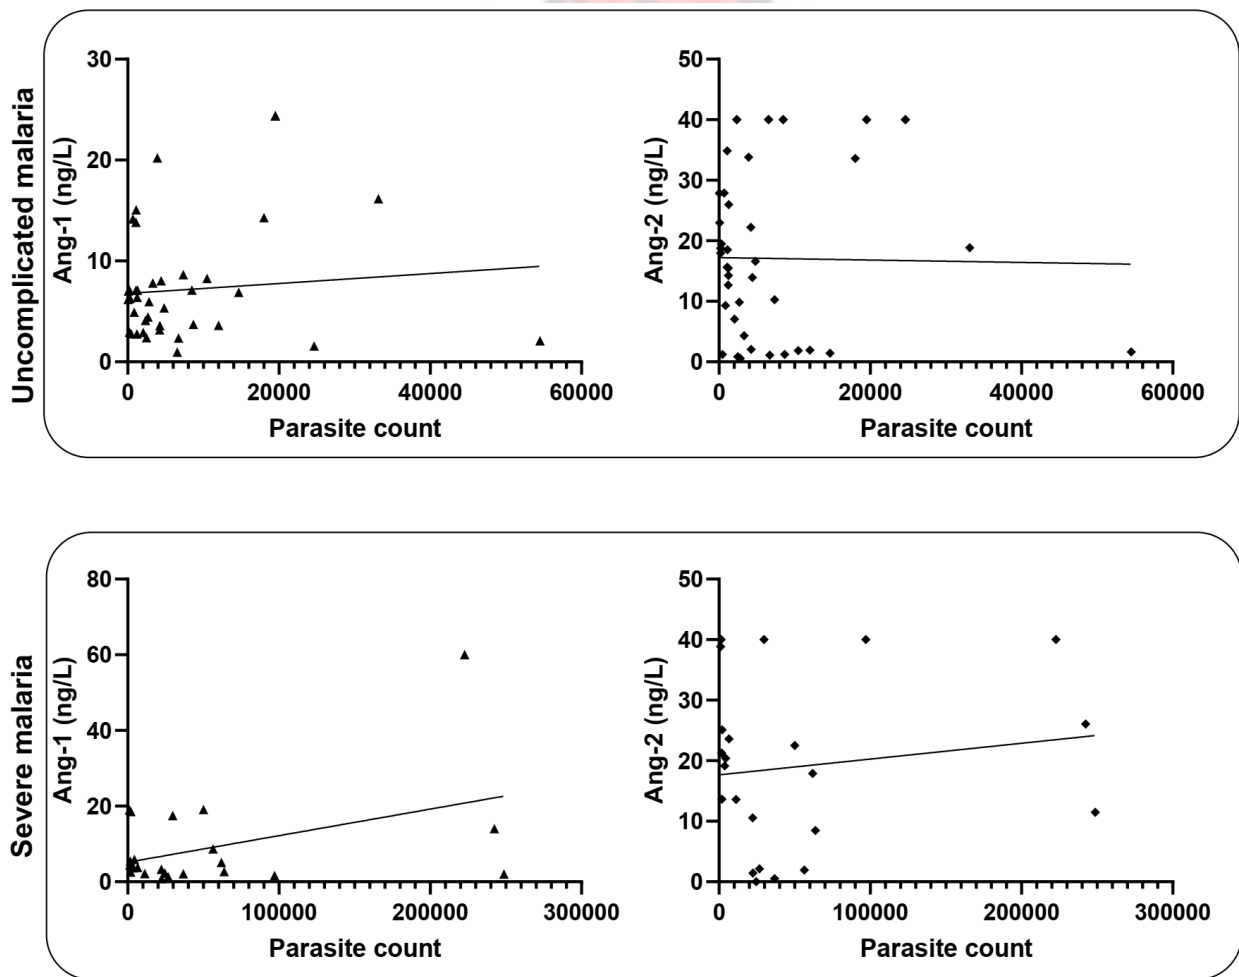 Uncomplicated malaria
Ang-1 (ng/L)
30
20
10
0
0 20000 40000 60000
Parasite count
Ang-2 (ng/L)
50
40
30
20
10
0
0 20000 40000 60000
Parasite count
Severe malaria
Ang-1 (ng/L)
80
60
40
20
0
0 100000 200000 300000
Parasite count
Ang-2 (ng/L)
50
40
30
20
10
0
0 100000 200000 300000
Parasite count